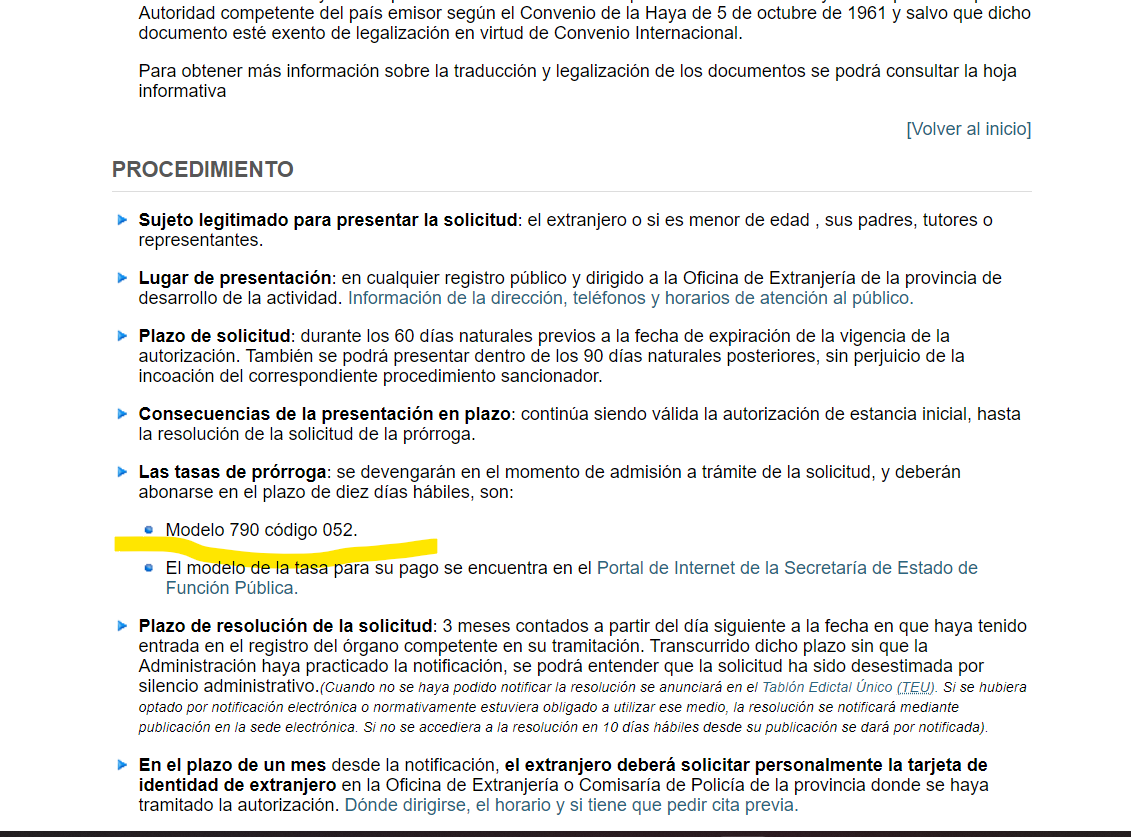 Autoridad competente del país emisor según el Convenio de la Haya de 5 de octubre de 1961 y salvo que dicho
documento esté exento de legalización en virtud de Convenio Internacional.
Para obtener más información sobre la traducción y legalización de los documentos se podrá consultar la hoja
informativa
[Volver al inicio]
PROCEDIMIENTO
Sujeto legitimado para presentar la solicitud: el extranjero o si es menor de edad , sus padres, tutores o
representantes.
Lugar de presentación: en cualquier registro público y dirigido a la Oficina de Extranjería de la provincia de
desarrollo de la actividad. Información de la dirección, teléfonos y horarios de atención al público.
Plazo de solicitud: durante los 60 días naturales previos a la fecha de expiración de la vigencia de la
autorización. También se podrá presentar dentro de los 90 días naturales posteriores, sin perjuicio de la
incoación del correspondiente procedimiento sancionador.
Consecuencias de la presentación en plazo: continúa siendo válida la autorización de estancia inicial, hasta
la resolución de la solicitud de la prórroga.
Las tasas de prórroga: se devengarán en el momento de admisión a trámite de la solicitud, y deberán
abonarse en el plazo de diez días hábiles, son:
Modelo 790 código 052.
El modelo de la tasa para su pago se encuentra en el Portal de Internet de la Secretaría de Estado de
Función Pública.
Plazo de resolución de la solicitud: 3 meses contados a partir del día siguiente a la fecha en que haya tenido
entrada en el registro del órgano competente en su tramitación. Transcurrido dicho plazo sin que la
Administración haya practicado la notificación, se podrá entender que la solicitud ha sido desestimada por
silencio administrativo.(Cuando no se haya podido notificar la resolución se anunciará en el Tablón Edictal Único (TEU). Si se hubiera
optado por notificación electrónica o normativamente estuviera obligado a utilizar ese medio, la resolución se notificará mediante
publicación en la sede electrónica. Si no se accediera a la resolución en 10 días hábiles desde su publicación se dará por notificada).
En el plazo de un mes desde la notificación, el extranjero deberá solicitar personalmente la tarjeta de
identidad de extranjero en la Oficina de Extranjería o Comisaría de Policía de la provincia donde se haya
tramitado la autorización. Dónde dirigirse, el horario y si tiene que pedir cita previa.